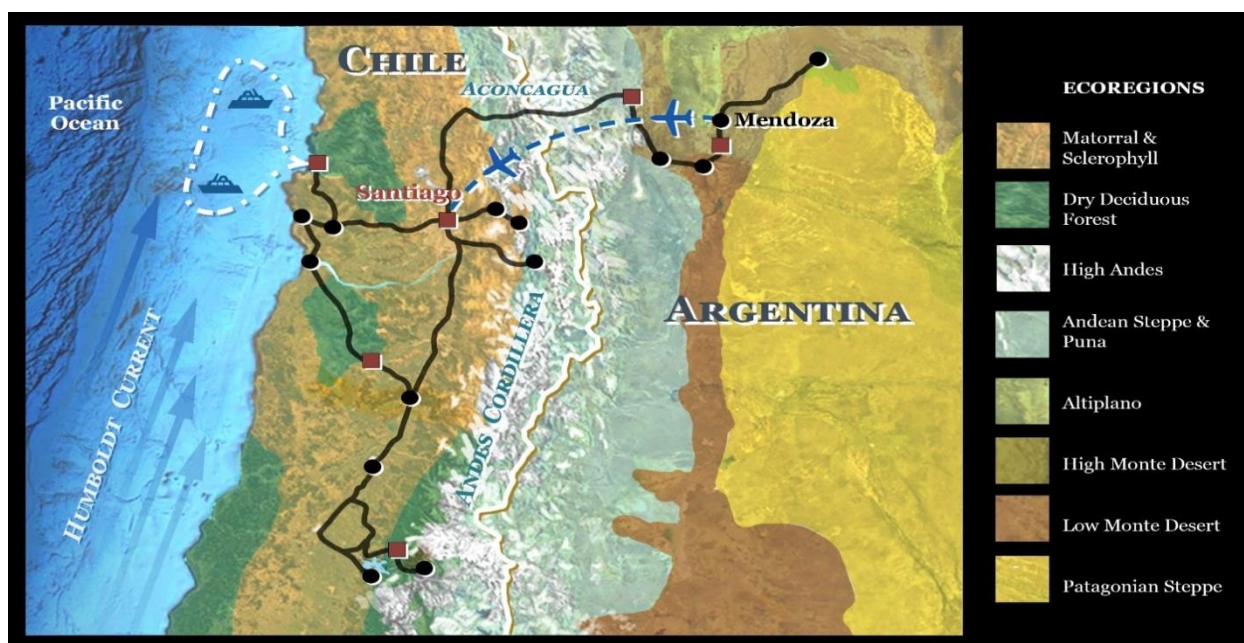 CHILE
ACONCAGUA
Pacific
Ocean
Mendoza
Santiago
ARGENTINA
ANDES CORDILLERA
HUMBOLDT CURRENT
ECOREGIONS
Matorral &
Sclerophyll
Dry Deciduous
Forest
High Andes
Andean Steppe &
Puna
Altiplano
High Monte Desert
Low Monte Desert
Patagonian Steppe